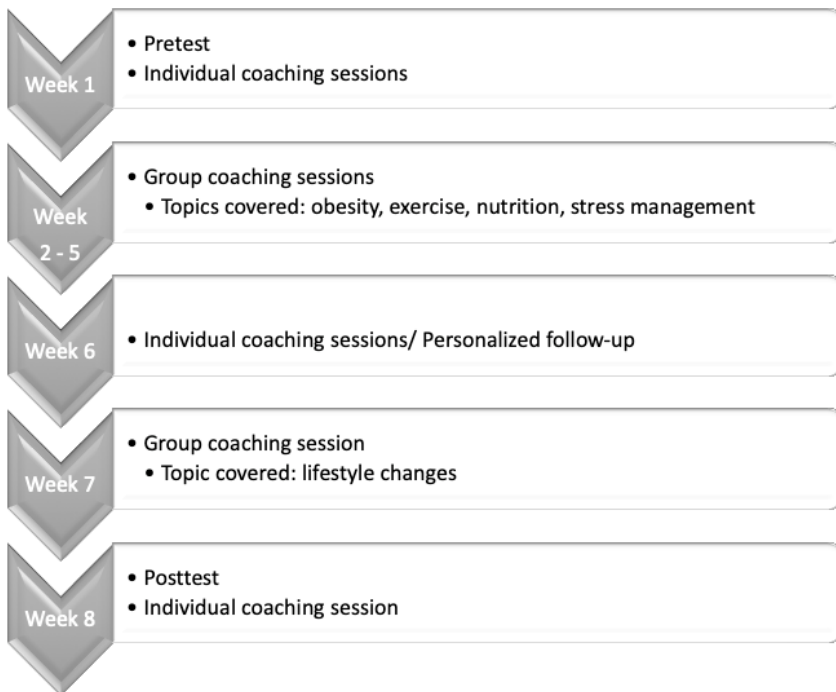 Week 1
• Pretest
• Individual coaching sessions
Week
2 - 5
• Group coaching sessions
• Topics covered: obesity, exercise, nutrition, stress management
Week 6
• Individual coaching sessions/ Personalized follow-up
Week 7
• Group coaching session
• Topic covered: lifestyle changes
Week 8
• Posttest
• Individual coaching session